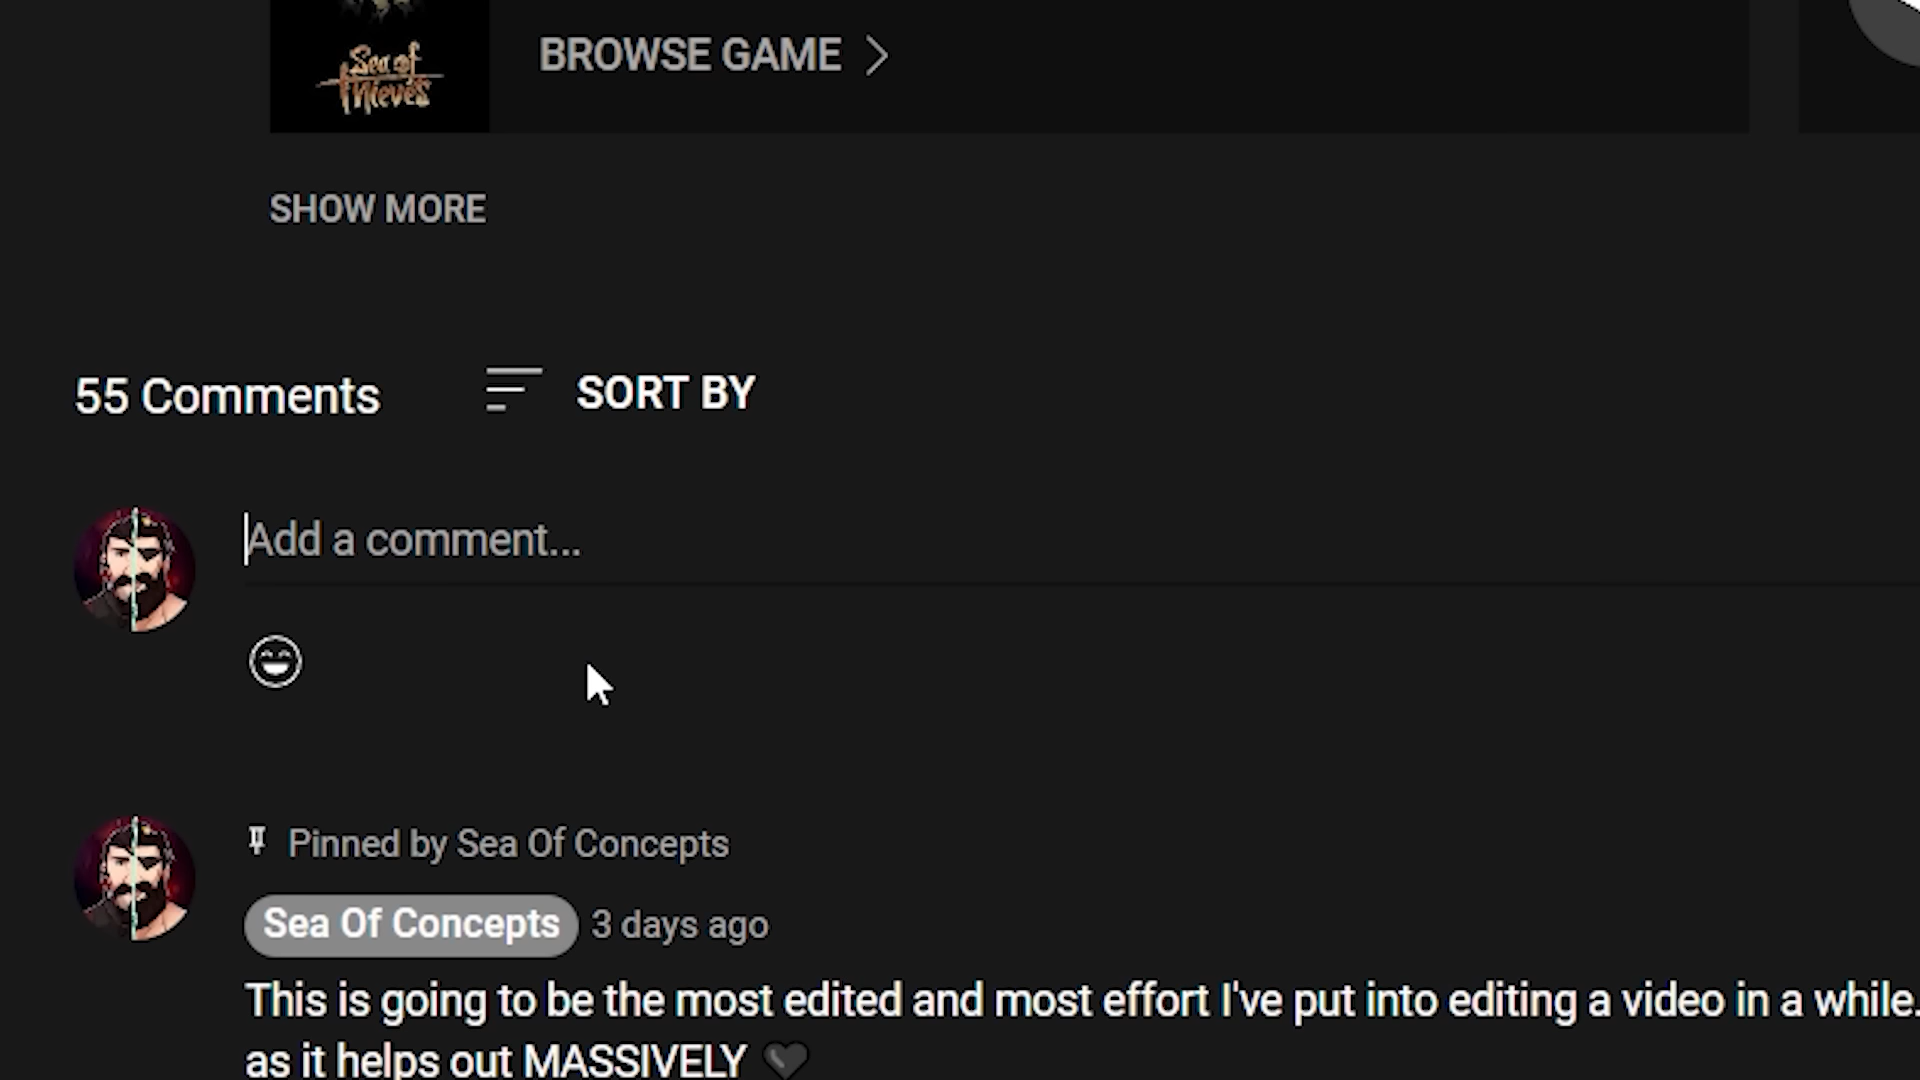 Sea of
Thieves
BROWSE GAME
SHOW MORE
55 Comments
SORT BY
Add a comment...
Pinned by Sea Of Concepts
Sea Of Concepts 3 days ago
This is going to be the most edited and most effort I've put into editing a video in a while.
as it helps out MASSIVELY